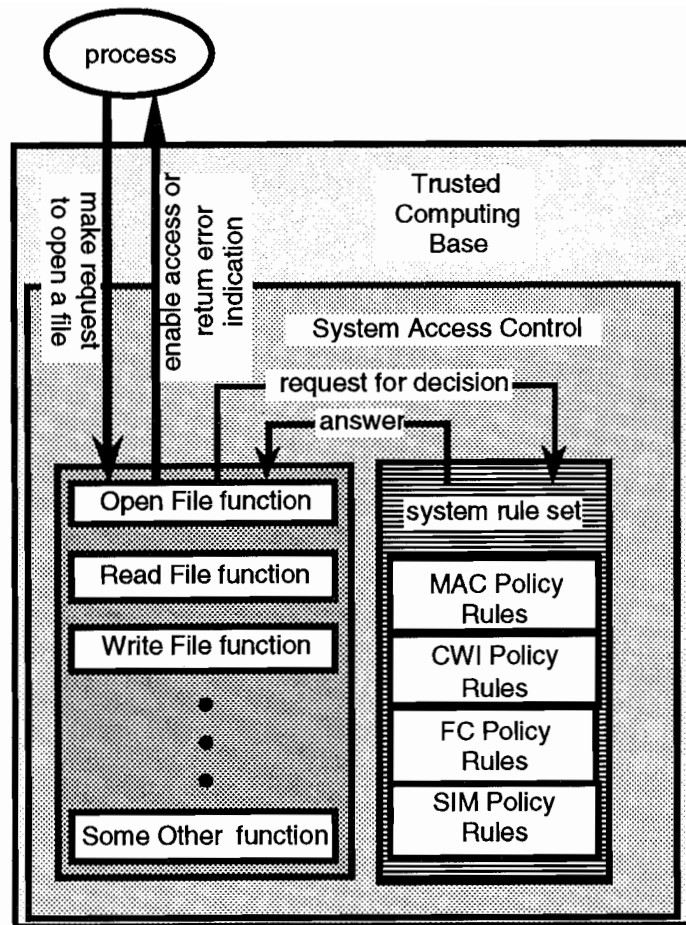 process
make request
to open a file
enable access or
return error
indication
Trusted
Computing
Base
System Access Control
request for decision
answer
Open File function
Read File function
Write File function
Some Other function
system rule set
MAC Policy
Rules
CWI Policy
Rules
FC Policy
Rules
SIM Policy
Rules